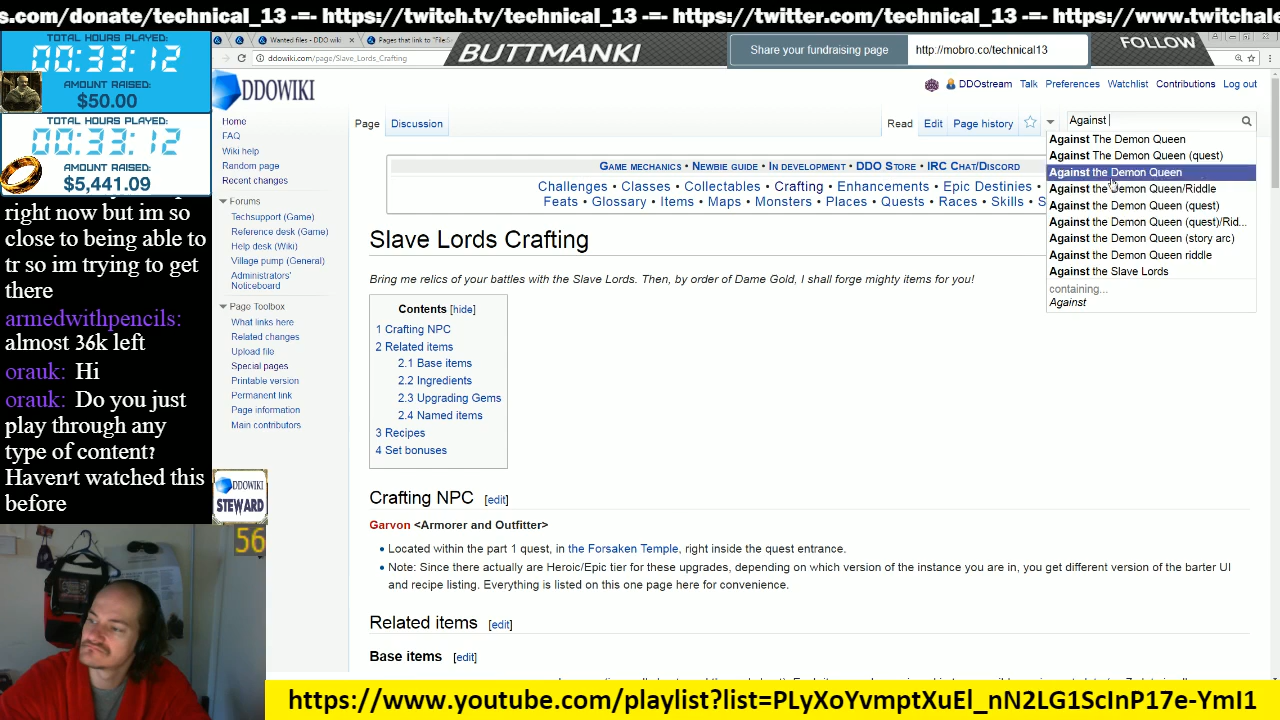 s.com/donate/technical_13 -=- https://twitch.tv/technical_13 -=- https://twitter.com/technical_13 -=- https://www.twitchal
TOTAL HOURS PLAYED:
00:33:12
AMOUNT RAISED:
$50.00
TOTAL HOURS PLAYED:
00:33:12
AMOUNT RAISED:
$5,441.09
right now but im so
close to being able to
tr so im trying to get
there
armedwithpencils:
almost 36k left
orauk: Hi
orauk: Do you just
play through any
type of content?
Haven't watched this
before
Wanted files - DDO wiki
Pages that link to "File:S
BUTTMANKI
Share your fundraising page
http://mobro.co/technical13
FOLLOW
ddowiki.com/page/Slave_Lords_Crafting
DDOWIKI
DDOstream Talk Preferences Watchlist Contributions Log out
Home
FAQ
Wiki help
Random page
Recent changes
Forums
Techsupport (Game)
Reference desk (Game)
Help desk (Wiki)
Village pump (General)
Administrators'
Noticeboard
Page Toolbox
What links here
Related changes
Upload file
Special pages
Printable version
Permanent link
Page information
Main contributors
DDOWIKI
STEWARD
56
Page Discussion
Read Edit Page history
Against
Against The Demon Queen
Against The Demon Queen (quest)
Against the Demon Queen
Against the Demon Queen/Riddle
Against the Demon Queen (quest)
Against the Demon Queen (quest)/Rid...
Against the Demon Queen (story arc)
Against the Demon Queen riddle
Against the Slave Lords
containing...
Against
Game mechanics • Newbie guide • In development • DDO Store • IRC Chat/Discord
Challenges • Classes • Collectables • Crafting • Enhancements • Epic Destinies •
Feats • Glossary • Items • Maps • Monsters • Places • Quests • Races • Skills • S
Slave Lords Crafting
Bring me relics of your battles with the Slave Lords. Then, by order of Dame Gold, I shall forge mighty items for you!
Contents [hide]
1 Crafting NPC
2 Related items
2.1 Base items
2.2 Ingredients
2.3 Upgrading Gems
2.4 Named items
3 Recipes
4 Set bonuses
Crafting NPC [edit]
Garvon <Armorer and Outfitter>
• Located within the part 1 quest, in the Forsaken Temple, right inside the quest entrance.
• Note: Since there actually are Heroic/Epic tier for these upgrades, depending on which version of the instance you are in, you get different version of the barter UI
and recipe listing. Everything is listed on this one page here for convenience.
Related items [edit]
Base items [edit]
https://www.youtube.com/playlist?list=PLyXoYvmptXuEl_nN2LG1ScInP17e-YmI1